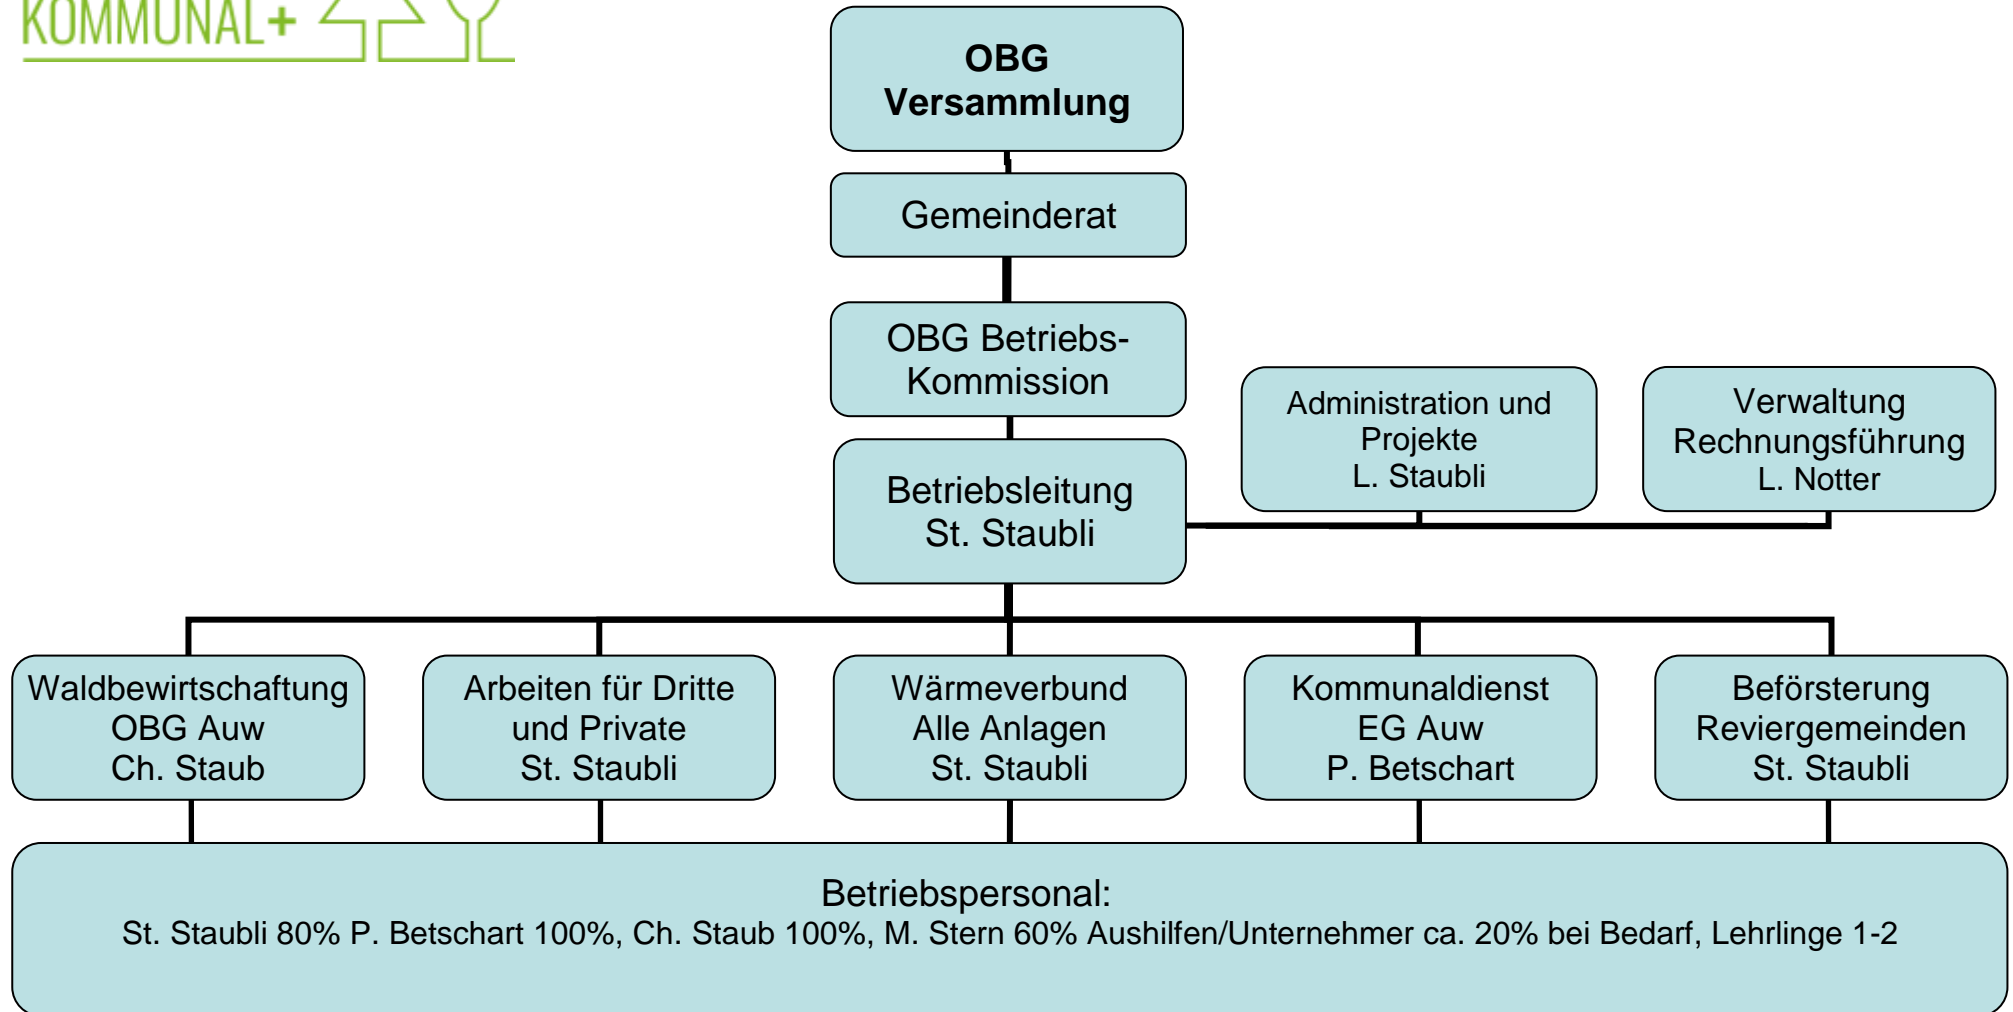 KOMMUNAL+
OBG
Versammlung
Gemeinderat
OBG Betriebs-
Kommission
Administration und
Projekte
L. Staubli
Verwaltung
Rechnungsführung
L. Notter
Betriebsleitung
St. Staubli
Waldbewirtschaftung
OBG Auw
Ch. Staub
Arbeiten für Dritte
und Private
St. Staubli
Wärmeverbund
Alle Anlagen
St. Staubli
Kommunaldienst
EG Auw
P. Betschart
Beförsterung
Reviergemeinden
St. Staubli
Betriebspersonal:
St. Staubli 80% P. Betschart 100%, Ch. Staub 100%, M. Stern 60% Aushilfen/Unternehmer ca. 20% bei Bedarf, Lehrlinge 1-2